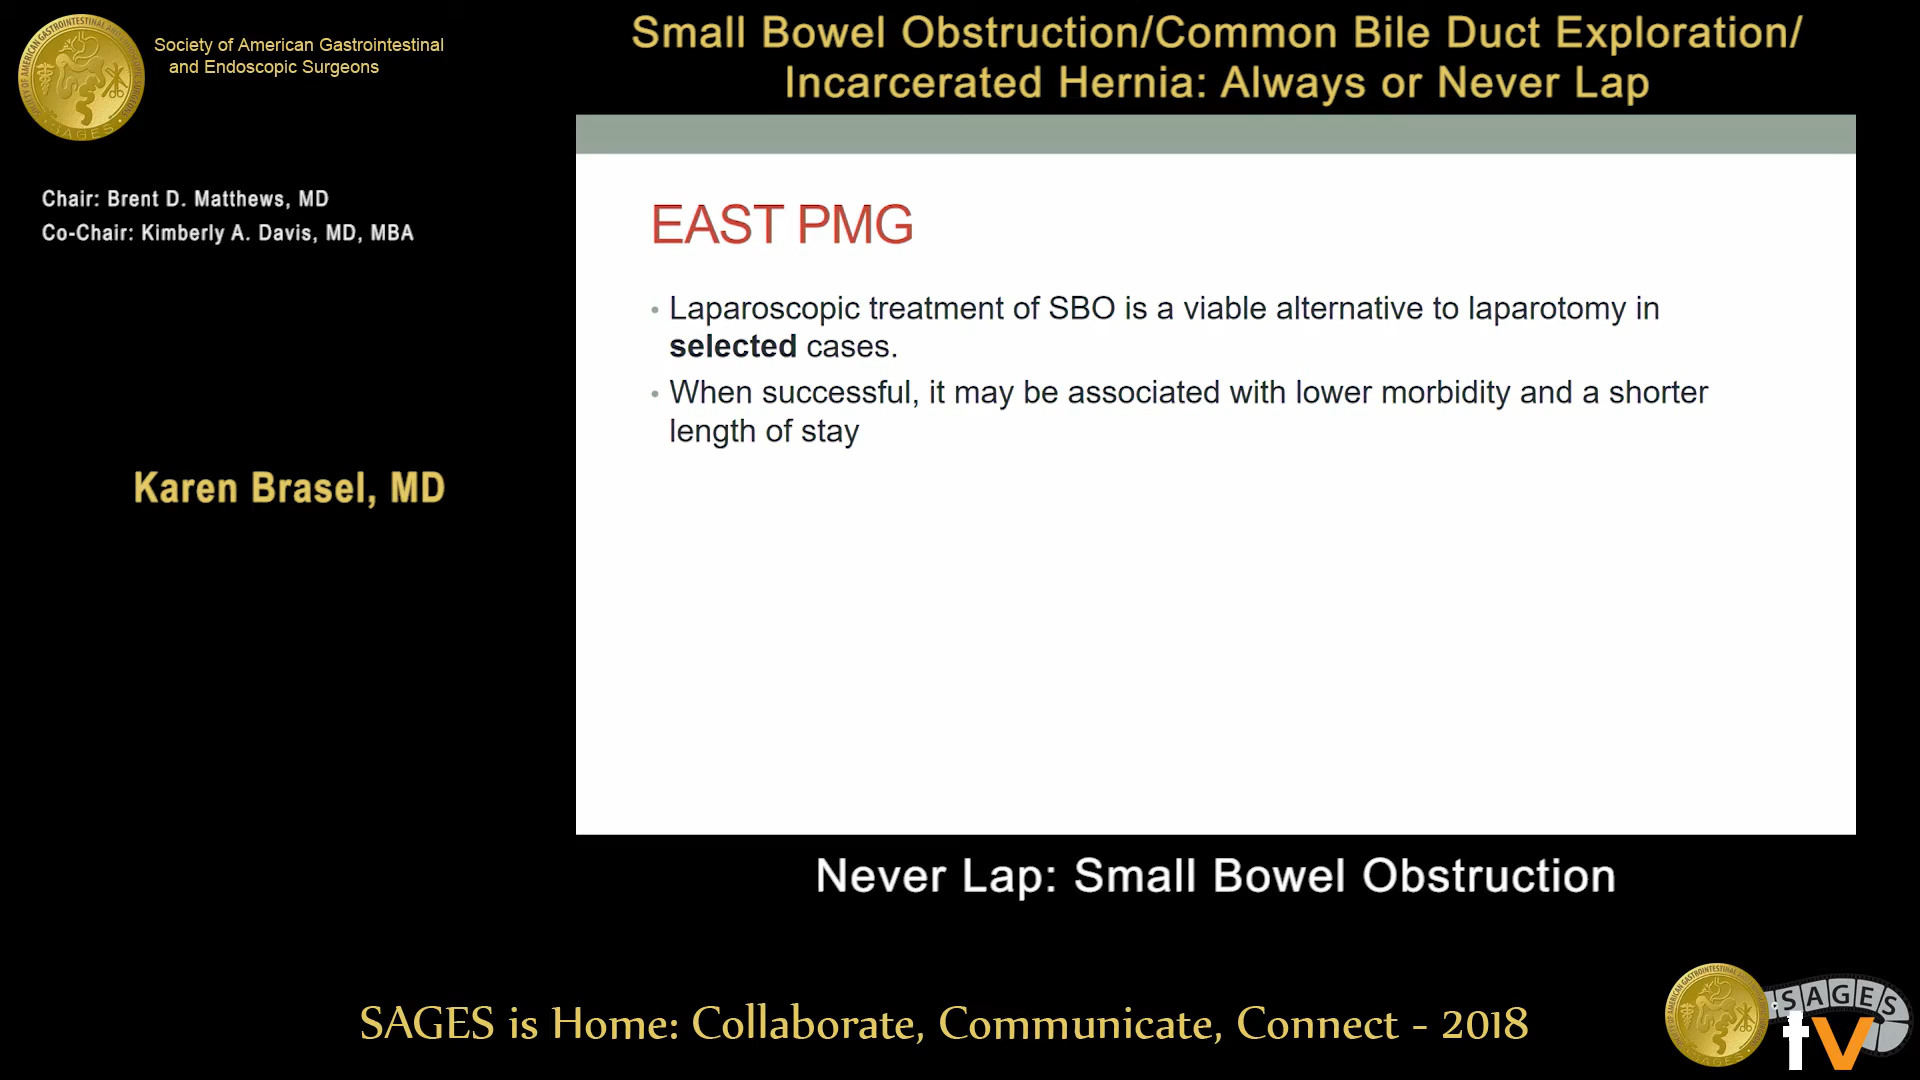 Society of American Gastrointestinal
and Endoscopic Surgeons
Small Bowel Obstruction/Common Bile Duct Exploration/
Incarcerated Hernia: Always or Never Lap
Chair: Brent D. Matthews, MD
Co-Chair: Kimberly A. Davis, MD, MBA
Karen Brasel, MD
EAST PMG
• Laparoscopic treatment of SBO is a viable alternative to laparotomy in
selected cases.
• When successful, it may be associated with lower morbidity and a shorter
length of stay
Never Lap: Small Bowel Obstruction
SAGES is Home: Collaborate, Communicate, Connect - 2018
SAGES
tv